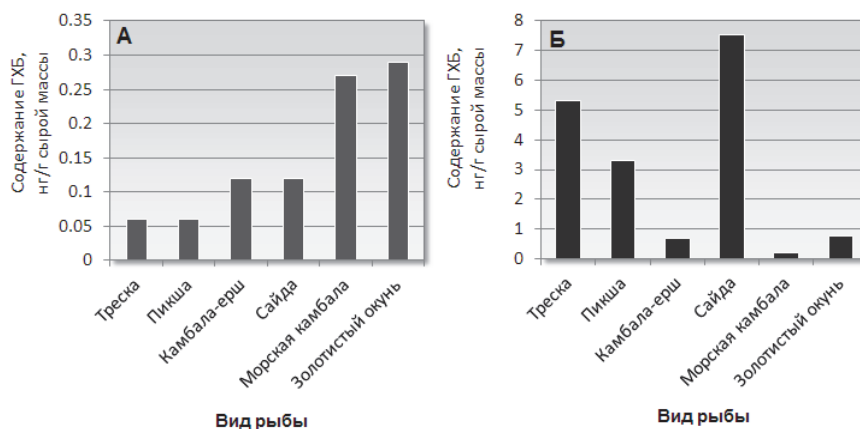 А
Содержание ГХБ,
нг/г сырой массы
0.35
0.3
0.25
0.2
0.15
0.1
0.05
0
Треска
Пикша
Камбала-ерш
Сайда
Морская камбала
Золотистый окунь
Вид рыбы
Б
Содержание ГХБ,
нг/г сырой массы
8
7
6
5
4
3
2
1
0
Треска
Пикша
Камбала-ерш
Сайда
Морская камбала
Золотистый окунь
Вид рыбы